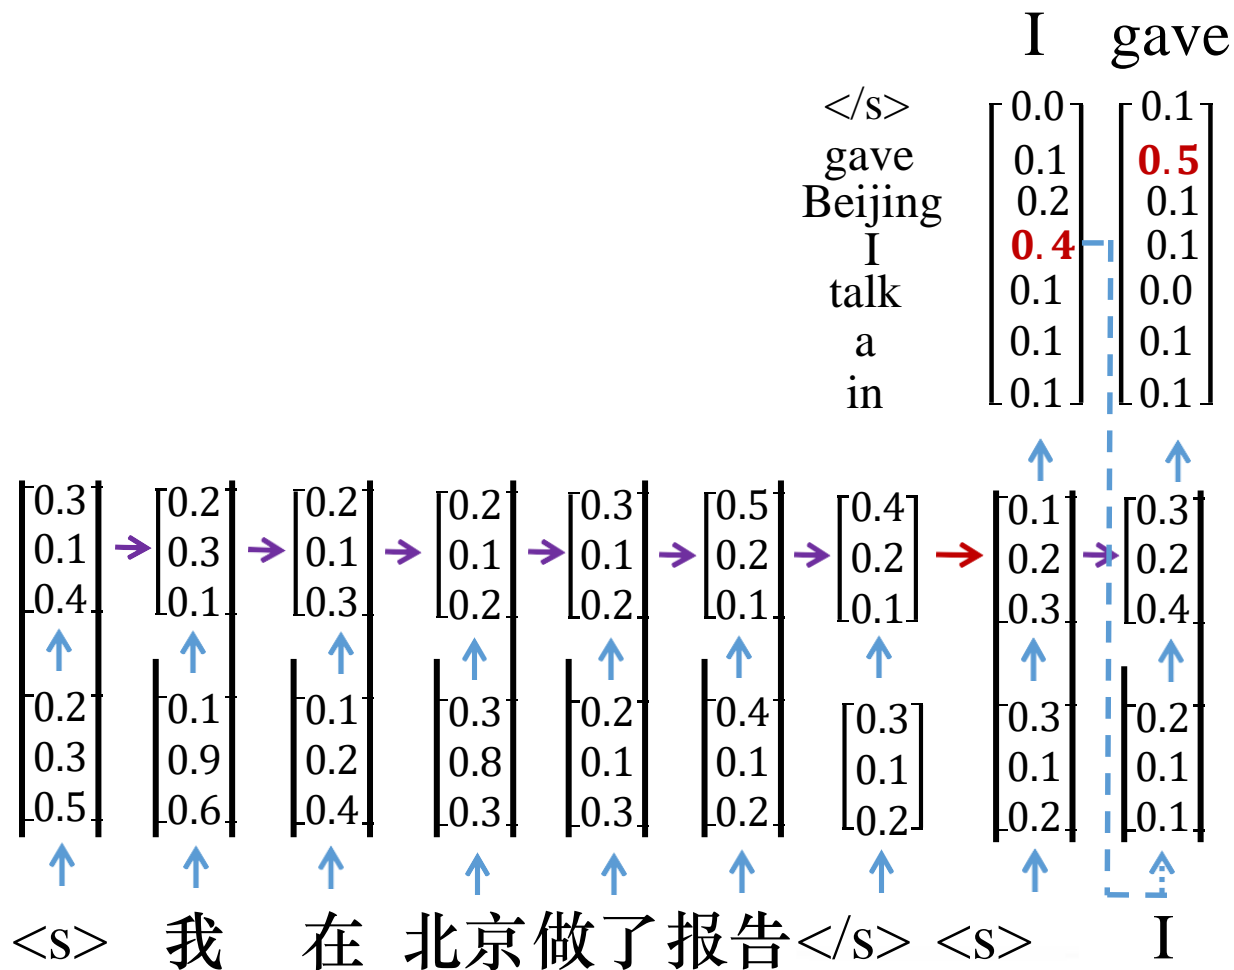 I gave
</s> 0.0 0.1
gave 0.1 0.5
Beijing 0.2 0.1
I 0.4 0.1
talk 0.1 0.0
a 0.1 0.1
in 0.1 0.1
0.3 0.2 0.2 0.2 0.3 0.5 0.4 0.1 0.3
0.1 0.3 0.1 0.1 0.1 0.2 0.2 0.2 0.2
0.4 0.1 0.3 0.2 0.2 0.1 0.1 0.3 0.4
0.2 0.1 0.1 0.3 0.2 0.4 0.3 0.3 0.2
0.3 0.9 0.2 0.8 0.1 0.1 0.1 0.1 0.1
0.5 0.6 0.4 0.3 0.3 0.2 0.2 0.2 0.1
<s> 我 在 北京 做了 报告 </s> <s> I